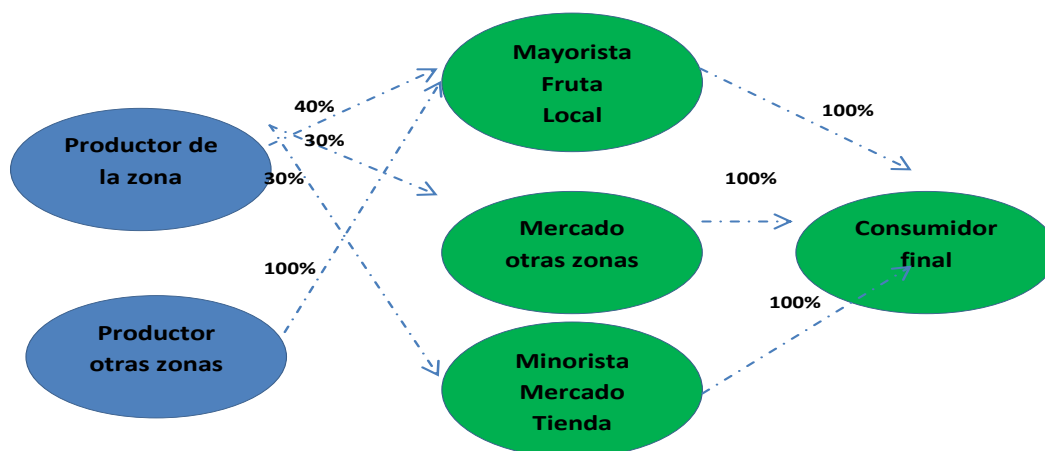 Mayorista
Fruta
Local
40%
100%
30%
Productor de
la zona
30%
100%
Mercado
otras zonas
Consumidor
final
100%
100%
Productor
otras zonas
Minorista
Mercado
Tienda